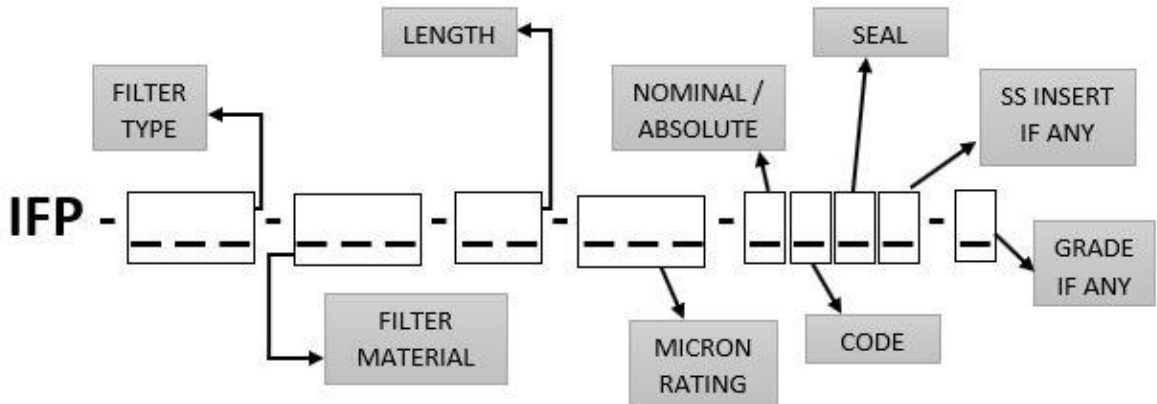 LENGTH
SEAL
FILTER
TYPE
NOMINAL /
ABSOLUTE
SS INSERT
IF ANY
IFP - _ _ _ - _ _ _ - _ _ - _ _ _ - _ _ _ _ - _
GRADE
IF ANY
FILTER
MATERIAL
MICRON
RATING
CODE